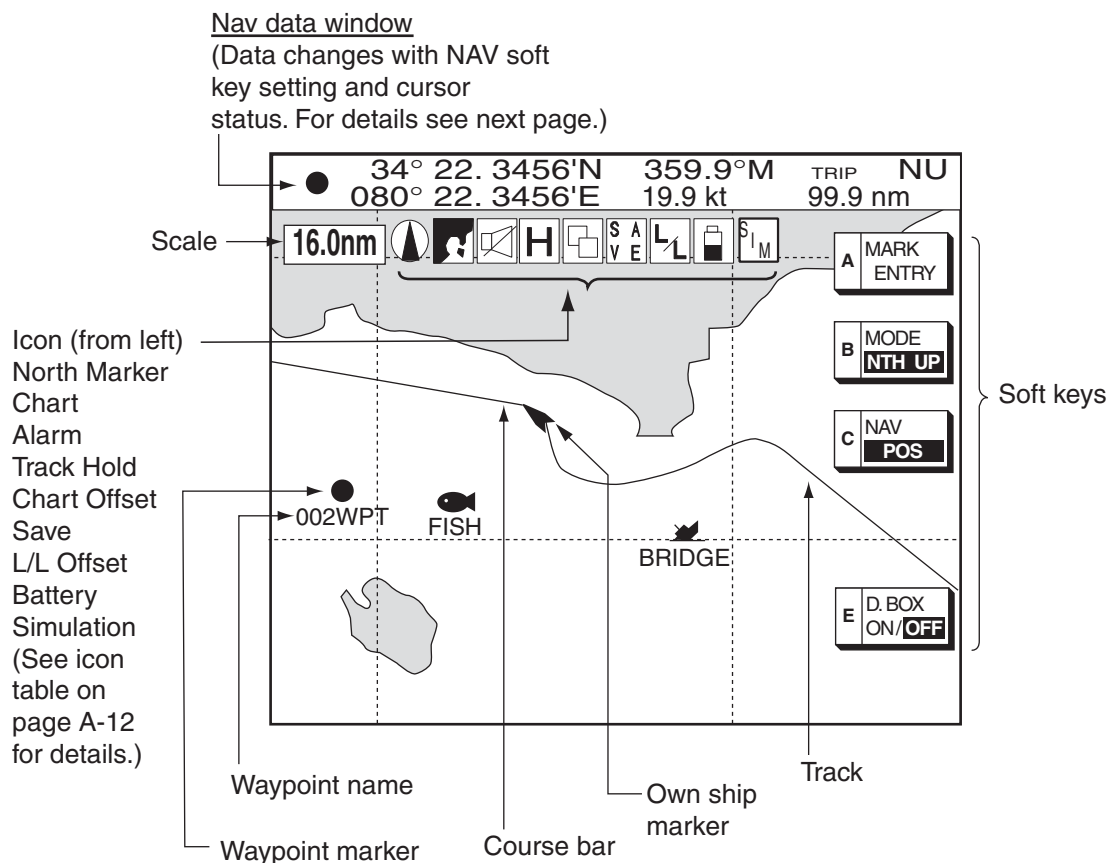 Nav data window
(Data changes with NAV soft
key setting and cursor
status. For details see next page.)
34° 22. 3456'N 359.9°M TRIP NU
080° 22. 3456'E 19.9 kt 99.9 nm
Scale
16.0nm
H
S A
V E
L/L
SIM
A MARK
ENTRY
B MODE
NTH UP
C NAV
POS
E D. BOX
ON/OFF
Soft keys
Icon (from left)
North Marker
Chart
Alarm
Track Hold
Chart Offset
Save
L/L Offset
Battery
Simulation
(See icon
table on
page A-12
for details.)
002WPT
FISH
BRIDGE
Waypoint name
Waypoint marker
Course bar
Own ship
marker
Track